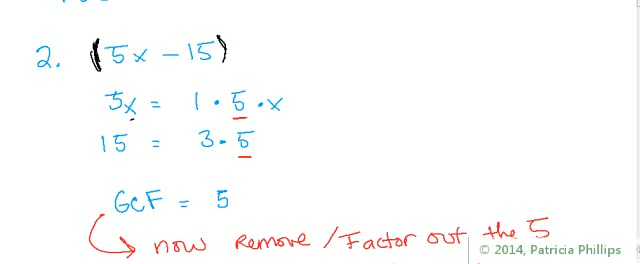 2. (5x - 15)
5x = 1 · 5 · x
15 = 3 · 5
GCF = 5
now Remove / Factor out the 5
© 2014, Patricia Phillips